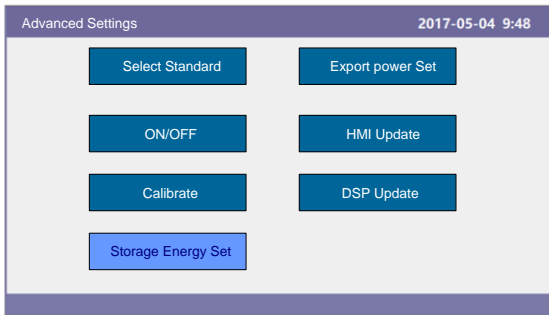 Advanced Settings 2017-05-04 9:48
Select Standard Export power Set
ON/OFF HMI Update
Calibrate DSP Update
Storage Energy Set